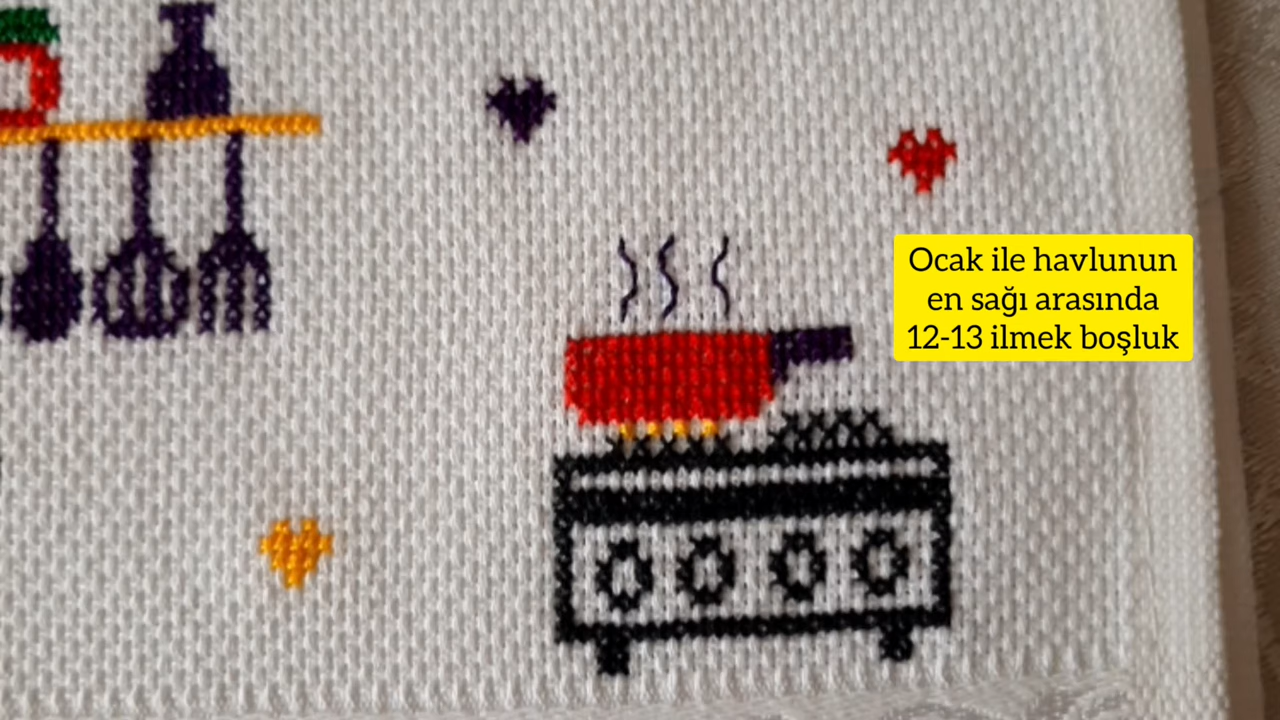 Ocak ile havlunun
en sağı arasında
12-13 ilmek boşluk